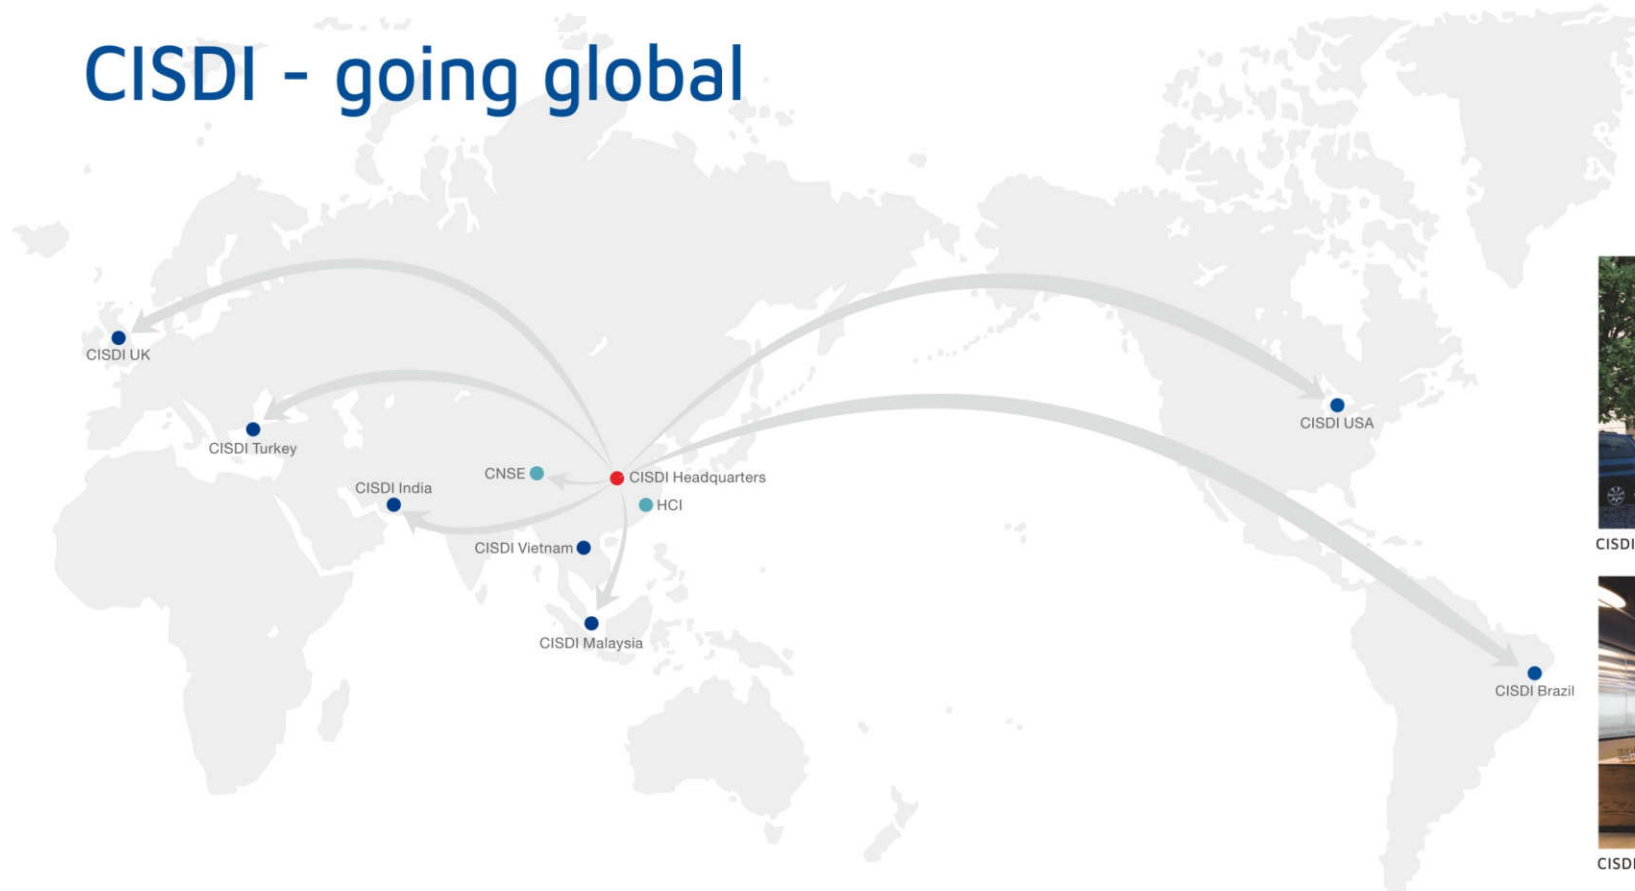 CISDI - going global
CISDI UK
CISDI Turkey
CISDI India
CNSE
CISDI Headquarters
HCI
CISDI Vietnam
CISDI Malaysia
CISDI USA
CISDI Brazil
CISDI
CISDI